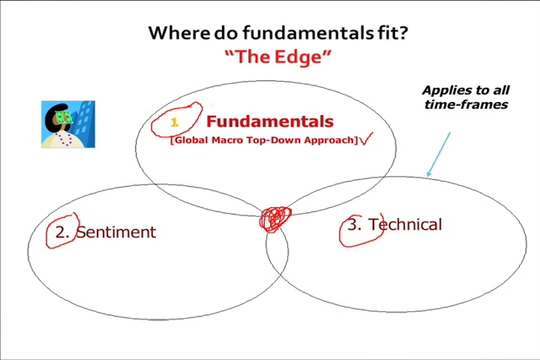 Where do fundamentals fit?
“The Edge”
Applies to all
time-frames
1 Fundamentals
[Global Macro Top-Down Approach]
2. Sentiment
3. Technical